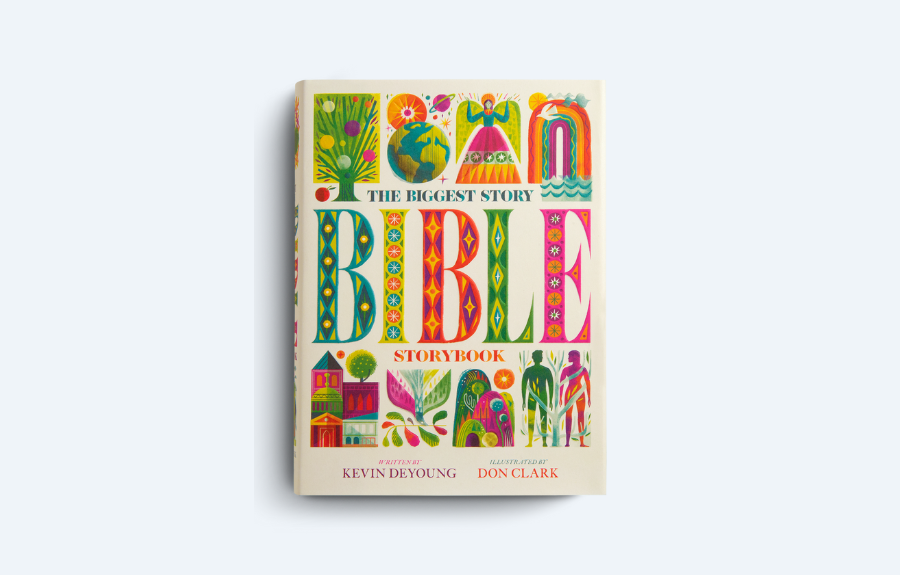 THE BIGGEST STORY
BIBLE
STORYBOOK
WRITTEN BY
KEVIN DEYOUNG
ILLUSTRATED BY
DON CLARK